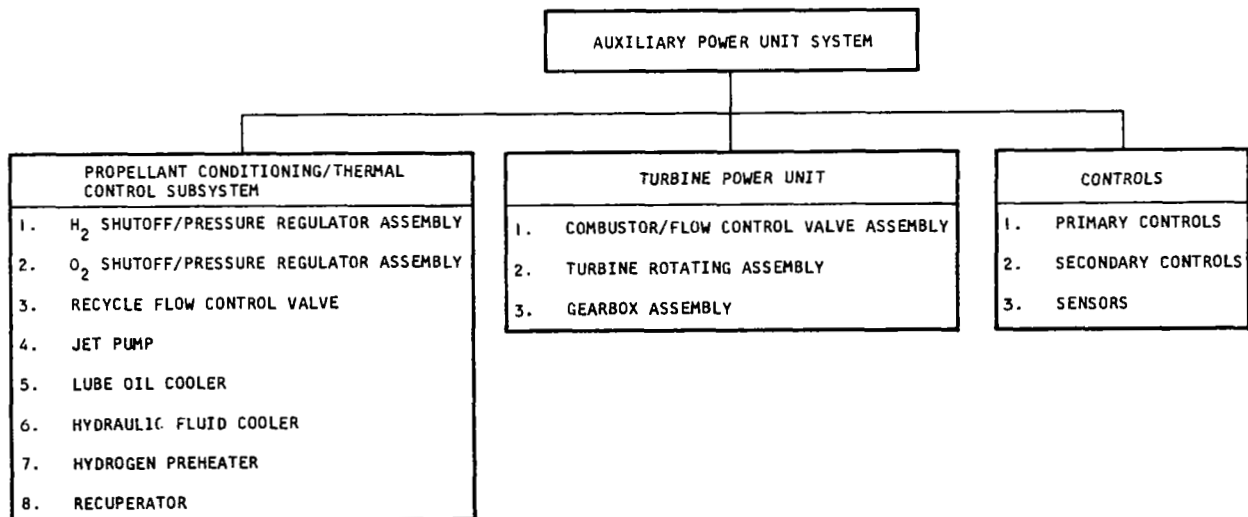 AUXILIARY POWER UNIT SYSTEM
PROPELLANT CONDITIONING/THERMAL
CONTROL SUBSYSTEM
1. H2 SHUTOFF/PRESSURE REGULATOR ASSEMBLY
2. O2 SHUTOFF/PRESSURE REGULATOR ASSEMBLY
3. RECYCLE FLOW CONTROL VALVE
4. JET PUMP
5. LUBE OIL COOLER
6. HYDRAULIC FLUID COOLER
7. HYDROGEN PREHEATER
8. RECUPERATOR
TURBINE POWER UNIT
1. COMBUSTOR/FLOW CONTROL VALVE ASSEMBLY
2. TURBINE ROTATING ASSEMBLY
3. GEARBOX ASSEMBLY
CONTROLS
1. PRIMARY CONTROLS
2. SECONDARY CONTROLS
3. SENSORS